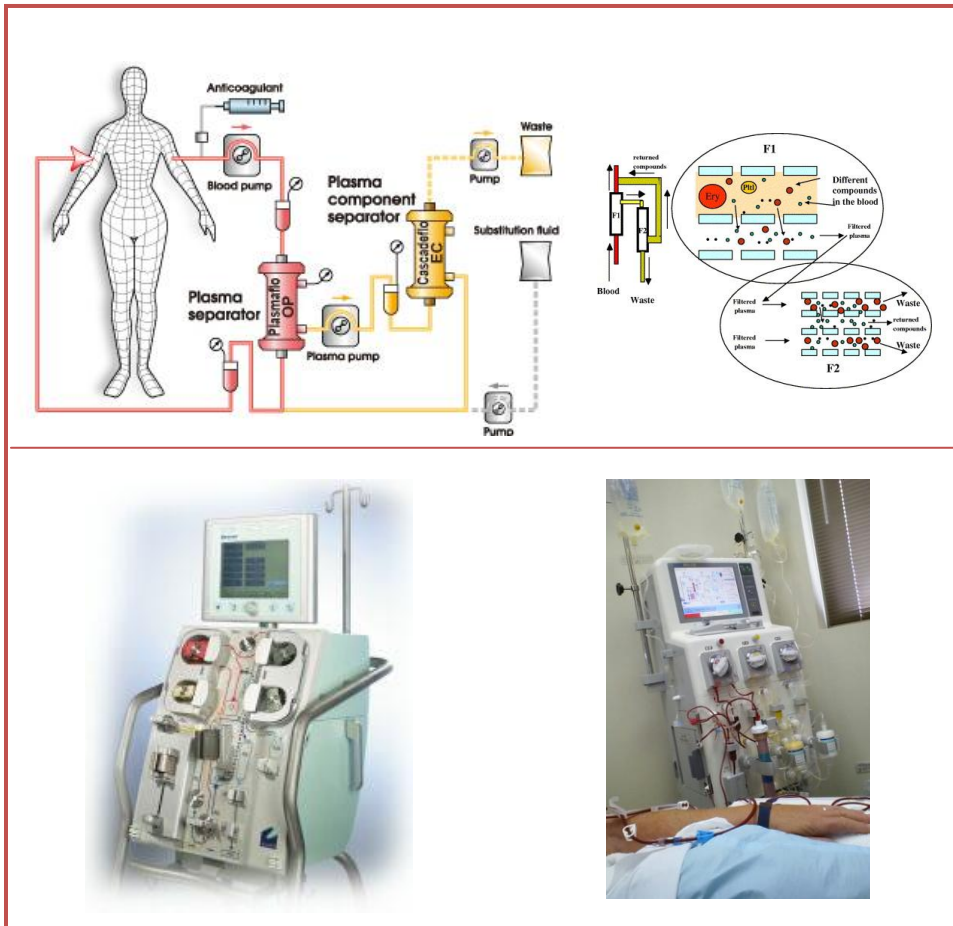 Anticoagulant
Blood pump
Plasma
separator
Plasmaflo
OP
Plasma pump
Plasma
component
separator
Cascadeflo
EC
Pump
Waste
Substitution fluid
Pump
returned
compounds
F1
F2
Blood
Waste
F1
Ery
Pltl
Different
compounds
in the blood
Filtered
plasma
Filtered
plasma
Filtered
plasma
Waste
returned
compounds
Waste
F2